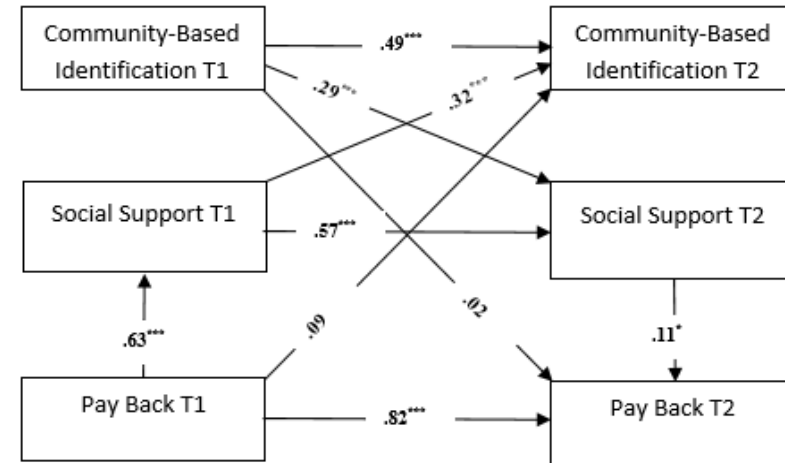 Community-Based
Identification T1
.49***
Community-Based
Identification T2
.29***
.32***
Social Support T1
.57***
Social Support T2
.63***
.09
.02
.11*
Pay Back T1
.82***
Pay Back T2